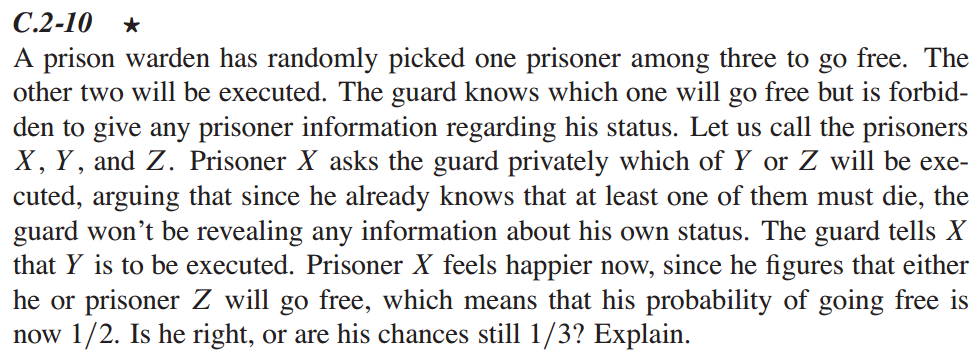 C.2-10 ★
A prison warden has randomly picked one prisoner among three to go free. The
other two will be executed. The guard knows which one will go free but is forbid-
den to give any prisoner information regarding his status. Let us call the prisoners
X, Y, and Z. Prisoner X asks the guard privately which of Y or Z will be exe-
cuted, arguing that since he already knows that at least one of them must die, the
guard won't be revealing any information about his own status. The guard tells X
that Y is to be executed. Prisoner X feels happier now, since he figures that either
he or prisoner Z will go free, which means that his probability of going free is
now 1/2. Is he right, or are his chances still 1/3? Explain.